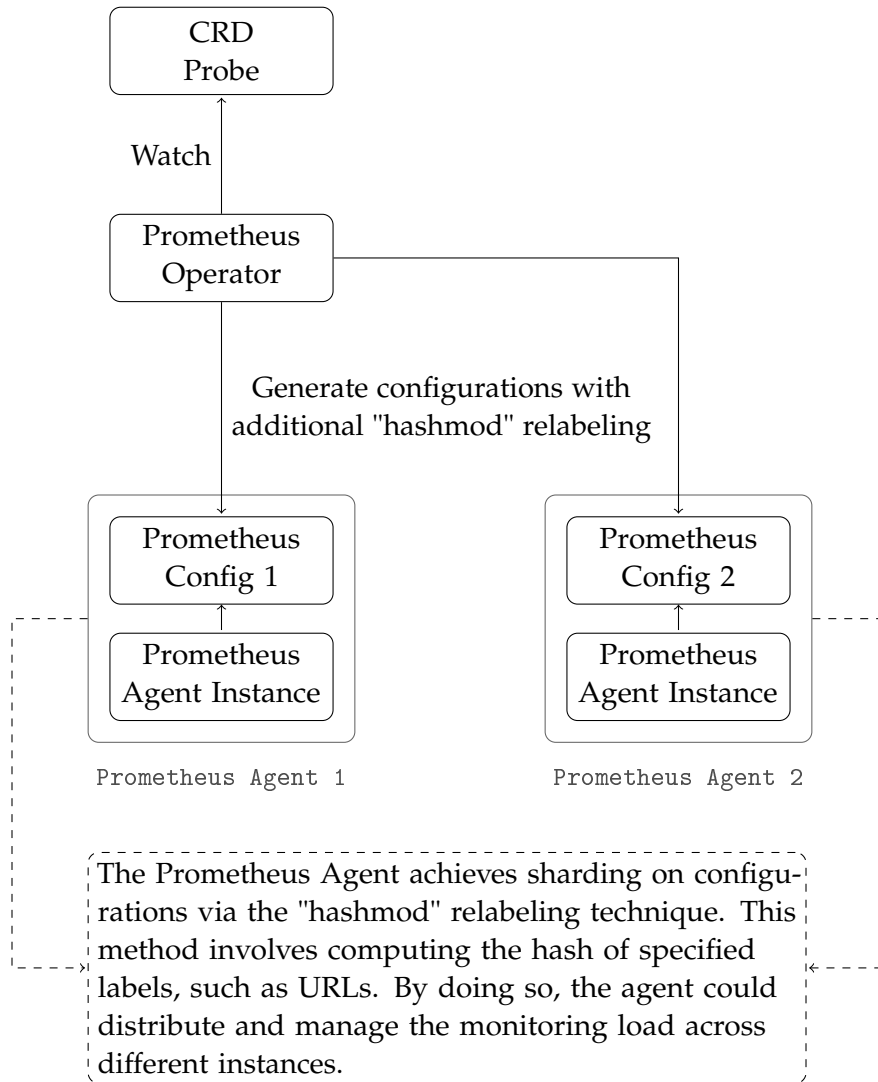 CRD
Probe
Watch
Prometheus
Operator
Generate configurations with
additional "hashmod" relabeling
Prometheus
Config 1
Prometheus
Agent Instance
Prometheus Agent 1
Prometheus
Config 2
Prometheus
Agent Instance
Prometheus Agent 2
The Prometheus Agent achieves sharding on configu-
rations via the "hashmod" relabeling technique. This
method involves computing the hash of specified
labels, such as URLs. By doing so, the agent could
distribute and manage the monitoring load across
different instances.